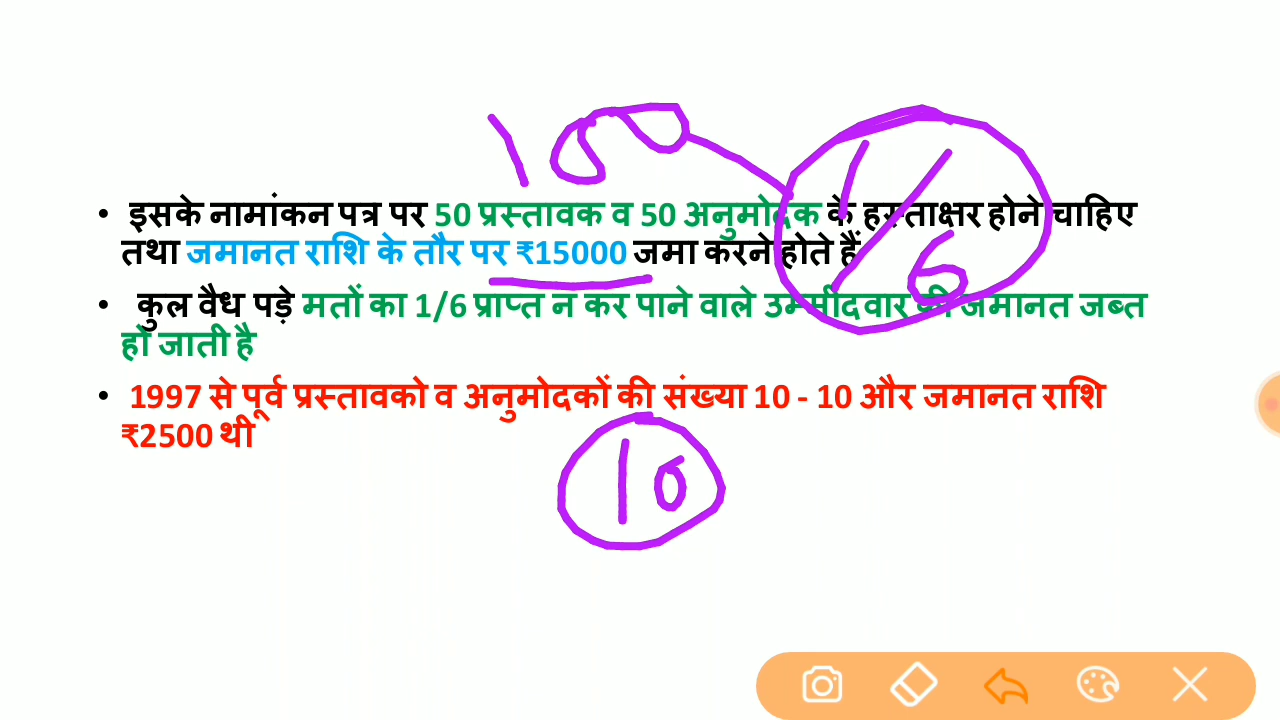 100
1/6
• इसके नामांकन पत्र पर 50 प्रस्तावक व 50 अनुमोदक के हस्ताक्षर होने चाहिए
तथा जमानत राशि के तौर पर ₹15000 जमा करने होते हैं
• कुल वैध पड़े मतों का 1/6 प्राप्त न कर पाने वाले उम्मीदवार की जमानत जब्त
हो जाती है
• 1997 से पूर्व प्रस्तावको व अनुमोदकों की संख्या 10 - 10 और जमानत राशि
₹2500 थी
10